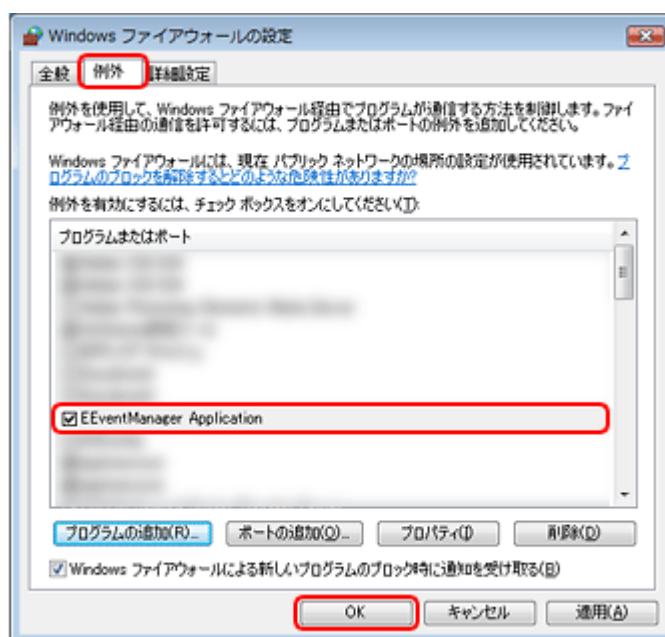 Windows ファイアウォールの設定
全般 例外 詳細設定
例外を使用して、Windows ファイアウォール経由でプログラムが通信する方法を制御します。ファイ
アウォール経由の通信を許可するには、プログラムまたはポートの例外を追加してください。
Windows ファイアウォールには、現在 パブリック ネットワークの場所の設定が使用されています。プ
ログラムのブロックを解除するとどのような危険性がありますか?
例外を有効にするには、チェック ボックスをオンにしてください(T):
プログラムまたはポート
EEventManager Application
プログラムの追加(R)... ポートの追加(O)... プロパティ(I) 削除(D)
Windows ファイアウォールによる新しいプログラムのブロック時に通知を受け取る(B)
OK キャンセル 適用(A)